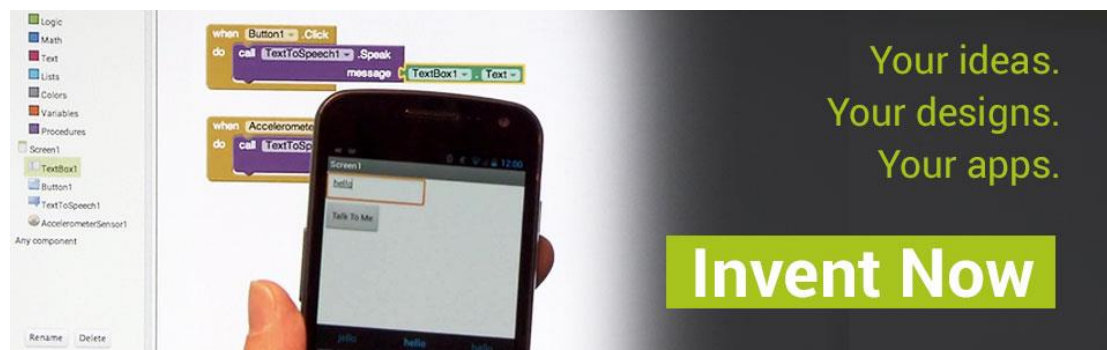 Logic
Math
Text
Lists
Colors
Variables
Procedures
Screen1
TextBox1
Button1
TextToSpeech1
AccelerometerSensor1
Any component
Rename Delete
when Button1 .Click
do call TextToSpeech1 .Speak
message TextBox1 . Text
when Acceleromete
do call TextToSp
12:00
Screen1
hello
Talk To Me
jello hello hello
Your ideas.
Your designs.
Your apps.
Invent Now